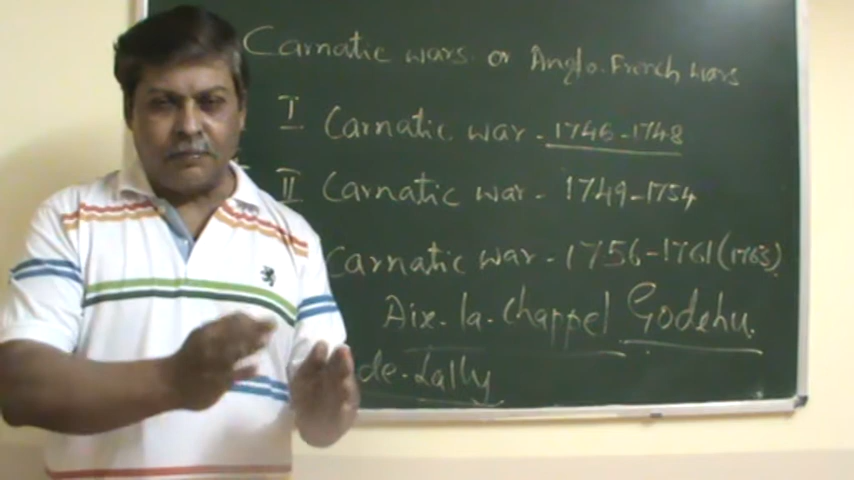 Carnatic wars or Anglo-French wars
I Carnatic war - 1746-1748
II Carnatic war - 1749-1754
Carnatic war - 1756-1761(1763)
Aix-la-chappel Godehu.
de-Lally